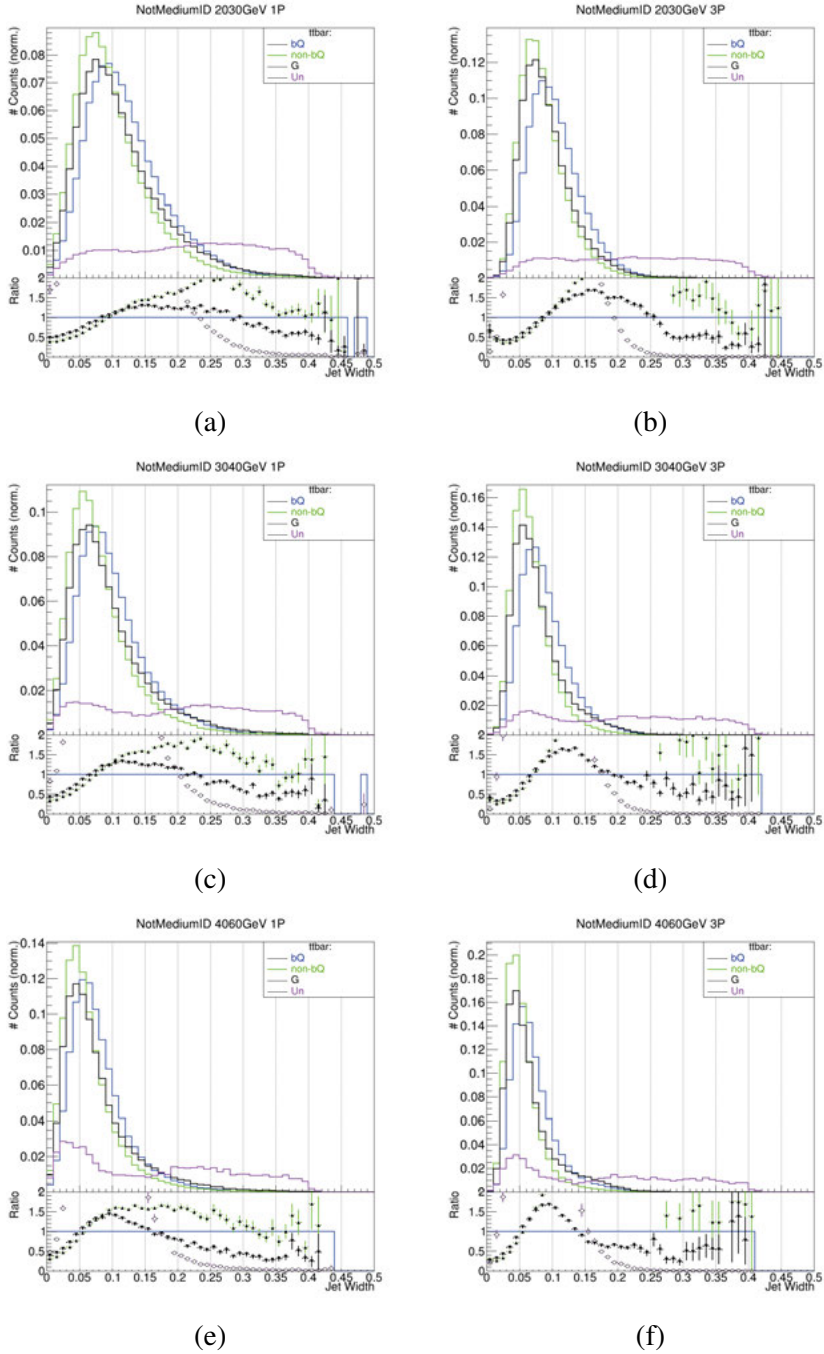 NotMediumID 2030GeV 1P
# Counts (norm.)
0.08
0.07
0.06
0.05
0.04
0.03
0.02
0.01
ttbar:
bQ
non-bQ
G
Un
Ratio
2
1.5
1
0.5
0
0 0.05 0.1 0.15 0.2 0.25 0.3 0.35 0.4 0.45 0.5
Jet Width
(a)
NotMediumID 2030GeV 3P
# Counts (norm.)
0.12
0.1
0.08
0.06
0.04
0.02
ttbar:
bQ
non-bQ
G
Un
Ratio
2
1.5
1
0.5
0
0 0.05 0.1 0.15 0.2 0.25 0.3 0.35 0.4 0.45 0.5
Jet Width
(b)
NotMediumID 3040GeV 1P
# Counts (norm.)
0.1
0.08
0.06
0.04
0.02
ttbar:
bQ
non-bQ
G
Un
Ratio
2
1.5
1
0.5
0
0 0.05 0.1 0.15 0.2 0.25 0.3 0.35 0.4 0.45 0.5
Jet Width
(c)
NotMediumID 3040GeV 3P
# Counts (norm.)
0.16
0.14
0.12
0.1
0.08
0.06
0.04
0.02
ttbar:
bQ
non-bQ
G
Un
Ratio
2
1.5
1
0.5
0
0 0.05 0.1 0.15 0.2 0.25 0.3 0.35 0.4 0.45 0.5
Jet Width
(d)
NotMediumID 4060GeV 1P
# Counts (norm.)
0.14
0.12
0.1
0.08
0.06
0.04
0.02
ttbar:
bQ
non-bQ
G
Un
Ratio
2
1.5
1
0.5
0
0 0.05 0.1 0.15 0.2 0.25 0.3 0.35 0.4 0.45 0.5
Jet Width
(e)
NotMediumID 4060GeV 3P
# Counts (norm.)
0.2
0.18
0.16
0.14
0.12
0.1
0.08
0.06
0.04
0.02
ttbar:
bQ
non-bQ
G
Un
Ratio
2
1.5
1
0.5
0
0 0.05 0.1 0.15 0.2 0.25 0.3 0.35 0.4 0.45 0.5
Jet Width
(f)